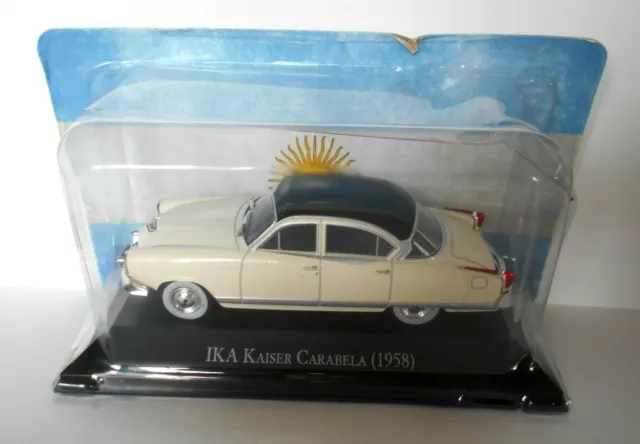 IKA KAISER CARABELA (1958)